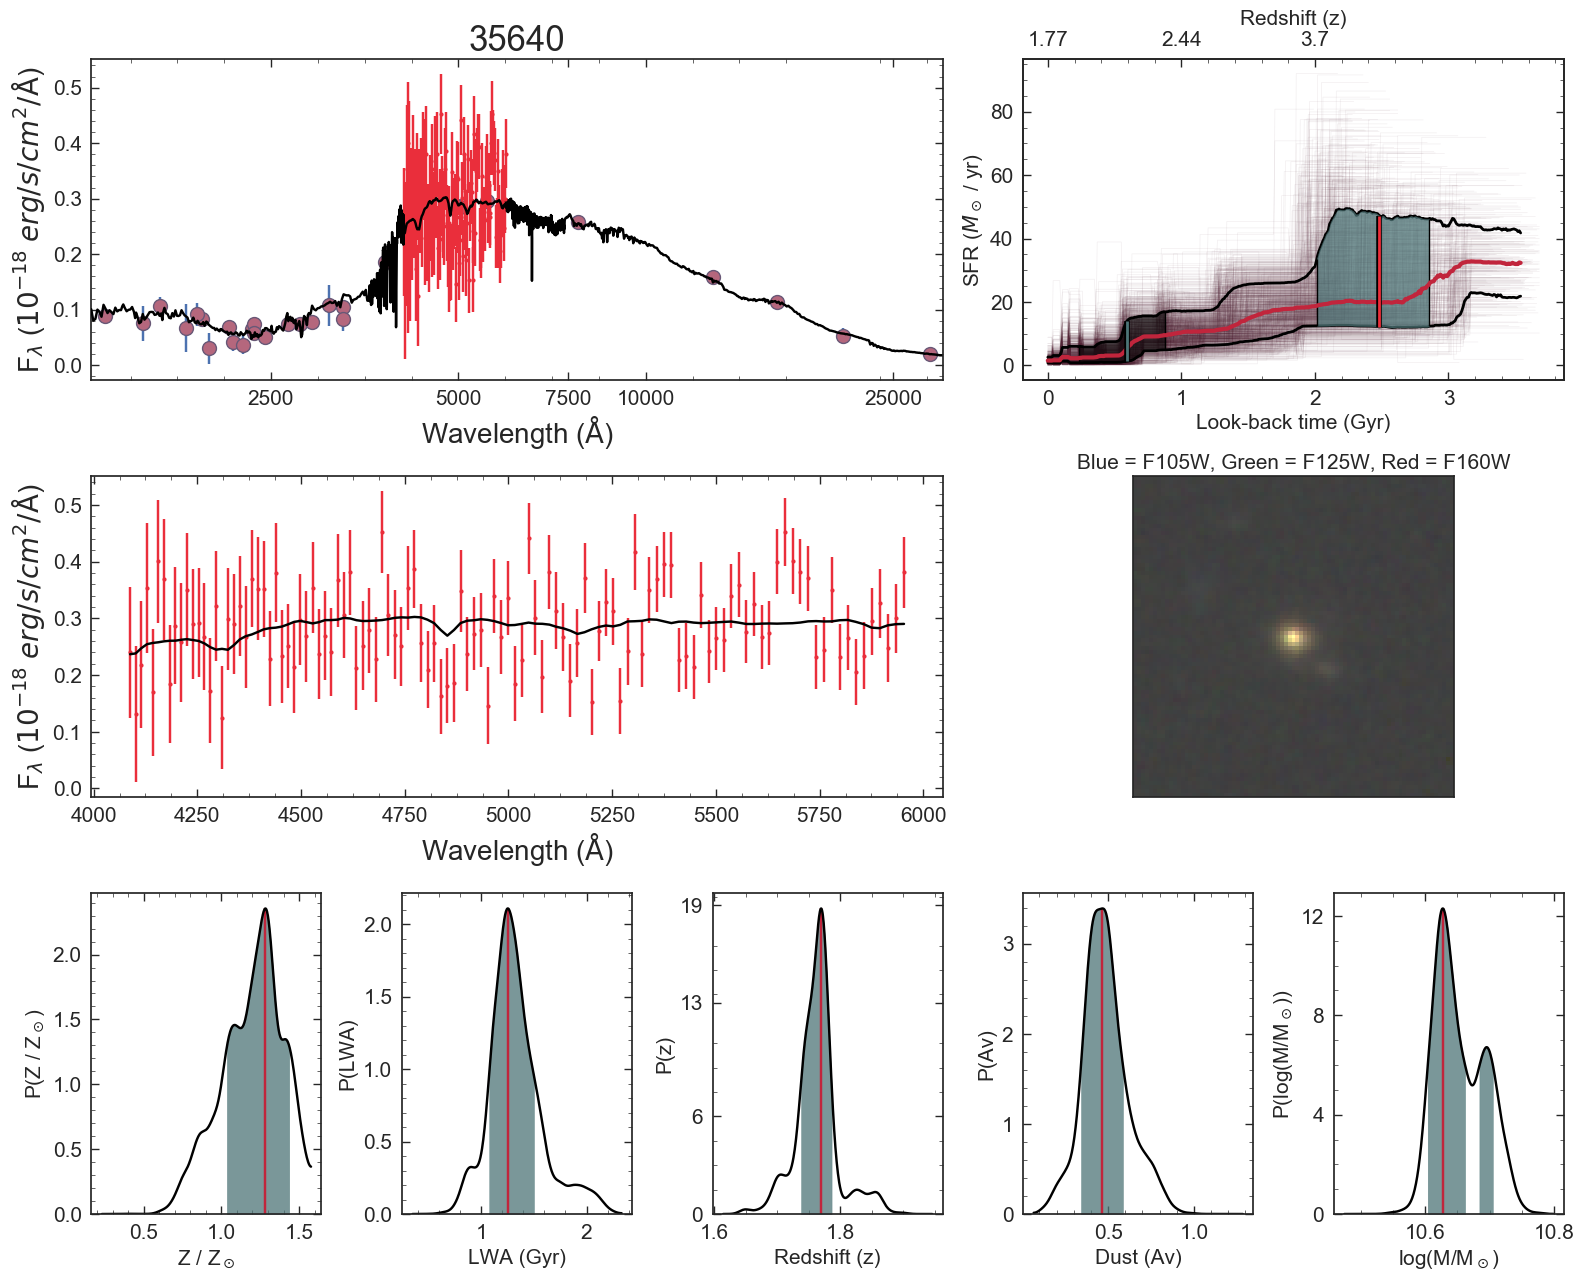 35640
F_λ (10^{-18} erg/s/cm^2/Å)
0.5
0.4
0.3
0.2
0.1
0.0
2500 5000 7500 10000 25000
Wavelength (Å)
Redshift (z)
1.77 2.44 3.7
SFR (M_⊙ / yr)
80
60
40
20
0
0 1 2 3
Look-back time (Gyr)
F_λ (10^{-18} erg/s/cm^2/Å)
0.5
0.4
0.3
0.2
0.1
0.0
4000 4250 4500 4750 5000 5250 5500 5750 6000
Wavelength (Å)
Blue = F105W, Green = F125W, Red = F160W
P(Z / Z_⊙)
2.0
1.5
1.0
0.5
0.0
0.5 1.0 1.5
Z / Z_⊙
P(LWA)
2.0
1.5
1.0
0.5
0.0
1 2
LWA (Gyr)
P(z)
19
13
6
0
1.6 1.8
Redshift (z)
P(Av)
3
2
1
0
0.5 1.0
Dust (Av)
P(log(M/M_⊙))
12
8
4
0
10.6 10.8
log(M/M_⊙)